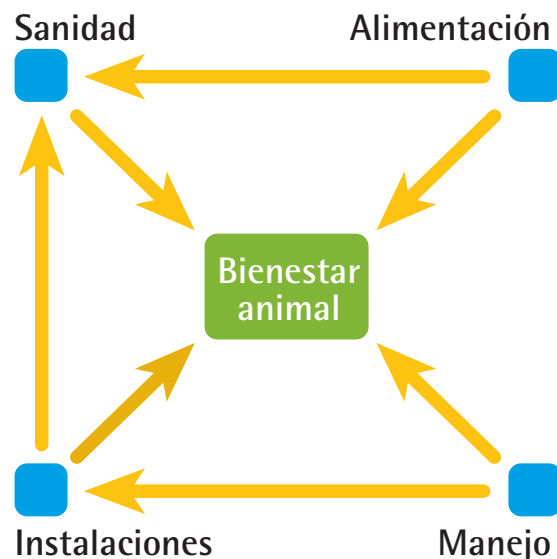 Sanidad
Alimentación
Bienestar
animal
Instalaciones
Manejo